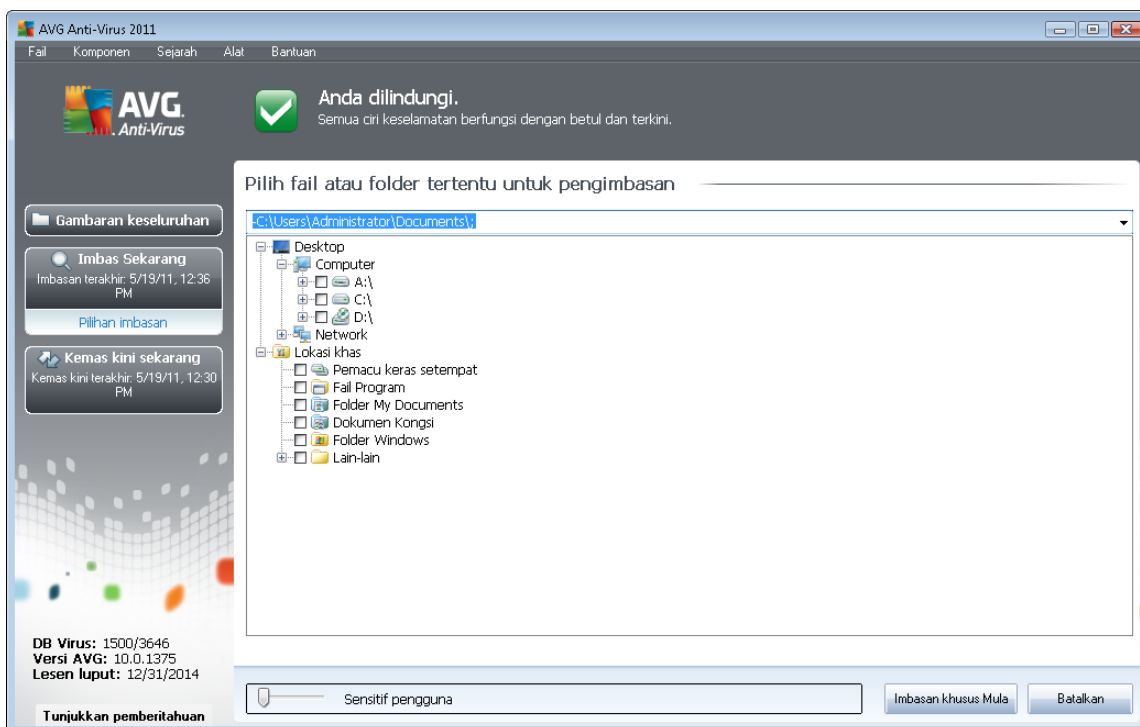 AVG Anti-Virus 2011
Fail Komponen Sejarah Alat Bantuan
AVG.
Anti-Virus
Anda dilindungi.
Semua ciri keselamatan berfungsi dengan betul dan terkini.
Gambaran keseluruhan
Imbas Sekarang
Imbasan terakhir: 5/19/11, 12:36
PM
Pilihan imbasan
Kemas kini sekarang
Kemas kini terakhir: 5/19/11, 12:30
PM
DB Virus: 1500/3646
Versi AVG: 10.0.1375
Lesen luput: 12/31/2014
Tunjukkan pemberitahuan
Pilih fail atau folder tertentu untuk pengimbasan
-C:\Users\Administrator\Documents\;
Desktop
Computer
A:\
C:\
D:\
Network
Lokasi khas
Pemacu keras setempat
Fail Program
Folder My Documents
Dokumen Kongsi
Folder Windows
Lain-lain
Sensitif pengguna
Imbasan khusus Mula
Batalkan